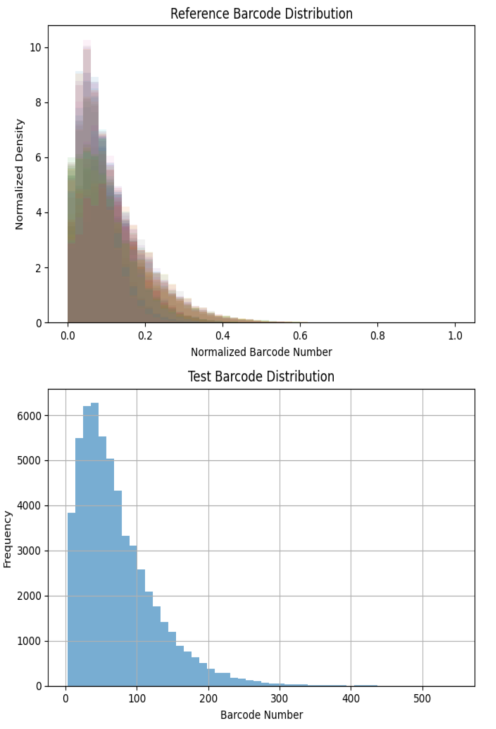 Reference Barcode Distribution
10
8
6
4
2
0
Normalized Density
0.0 0.2 0.4 0.6 0.8 1.0
Normalized Barcode Number
Test Barcode Distribution
6000
5000
4000
3000
2000
1000
0
Frequency
0 100 200 300 400 500
Barcode Number